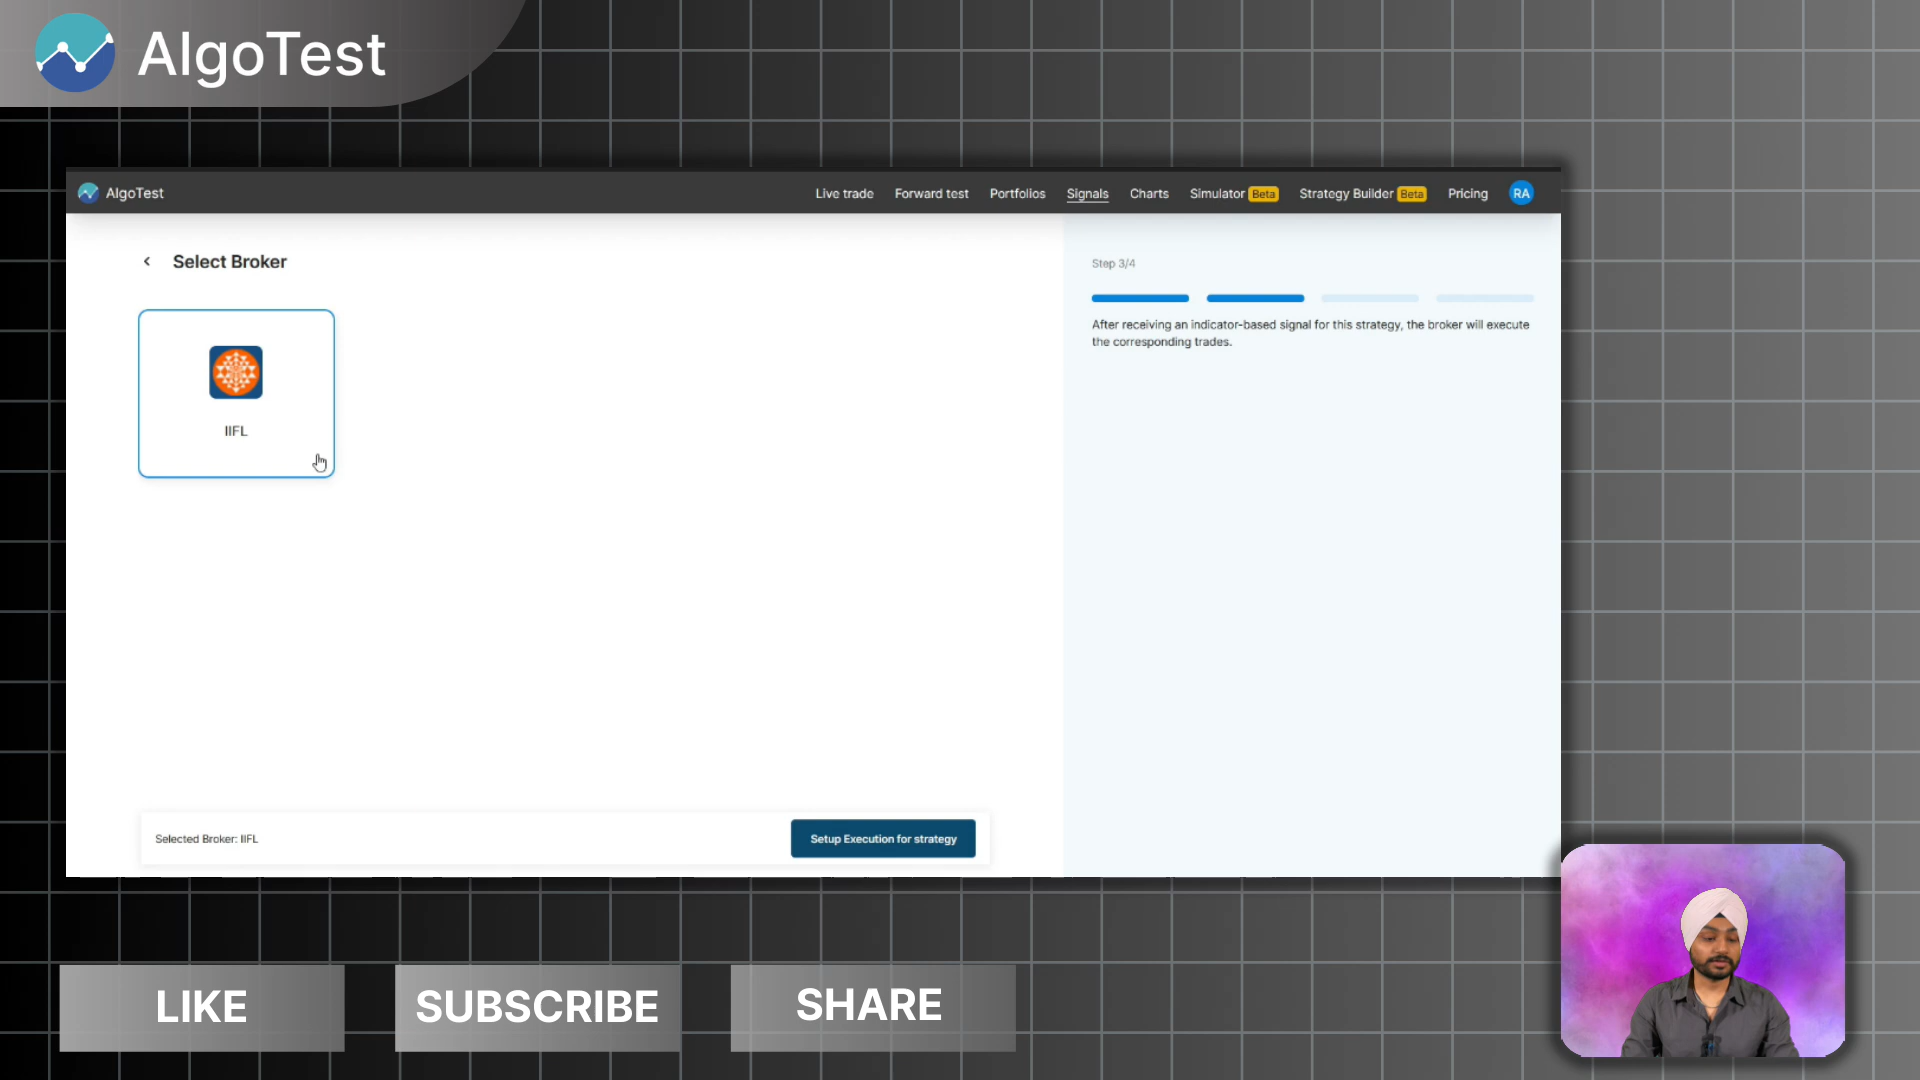 AlgoTest
AlgoTest
Live trade
Forward test
Portfolios
Signals
Charts
Simulator Beta
Strategy Builder Beta
Pricing
RA
Select Broker
IIFL
Step 3/4
After receiving an indicator-based signal for this strategy, the broker will execute
the corresponding trades.
Selected Broker: IIFL
Setup Execution for strategy
LIKE
SUBSCRIBE
SHARE